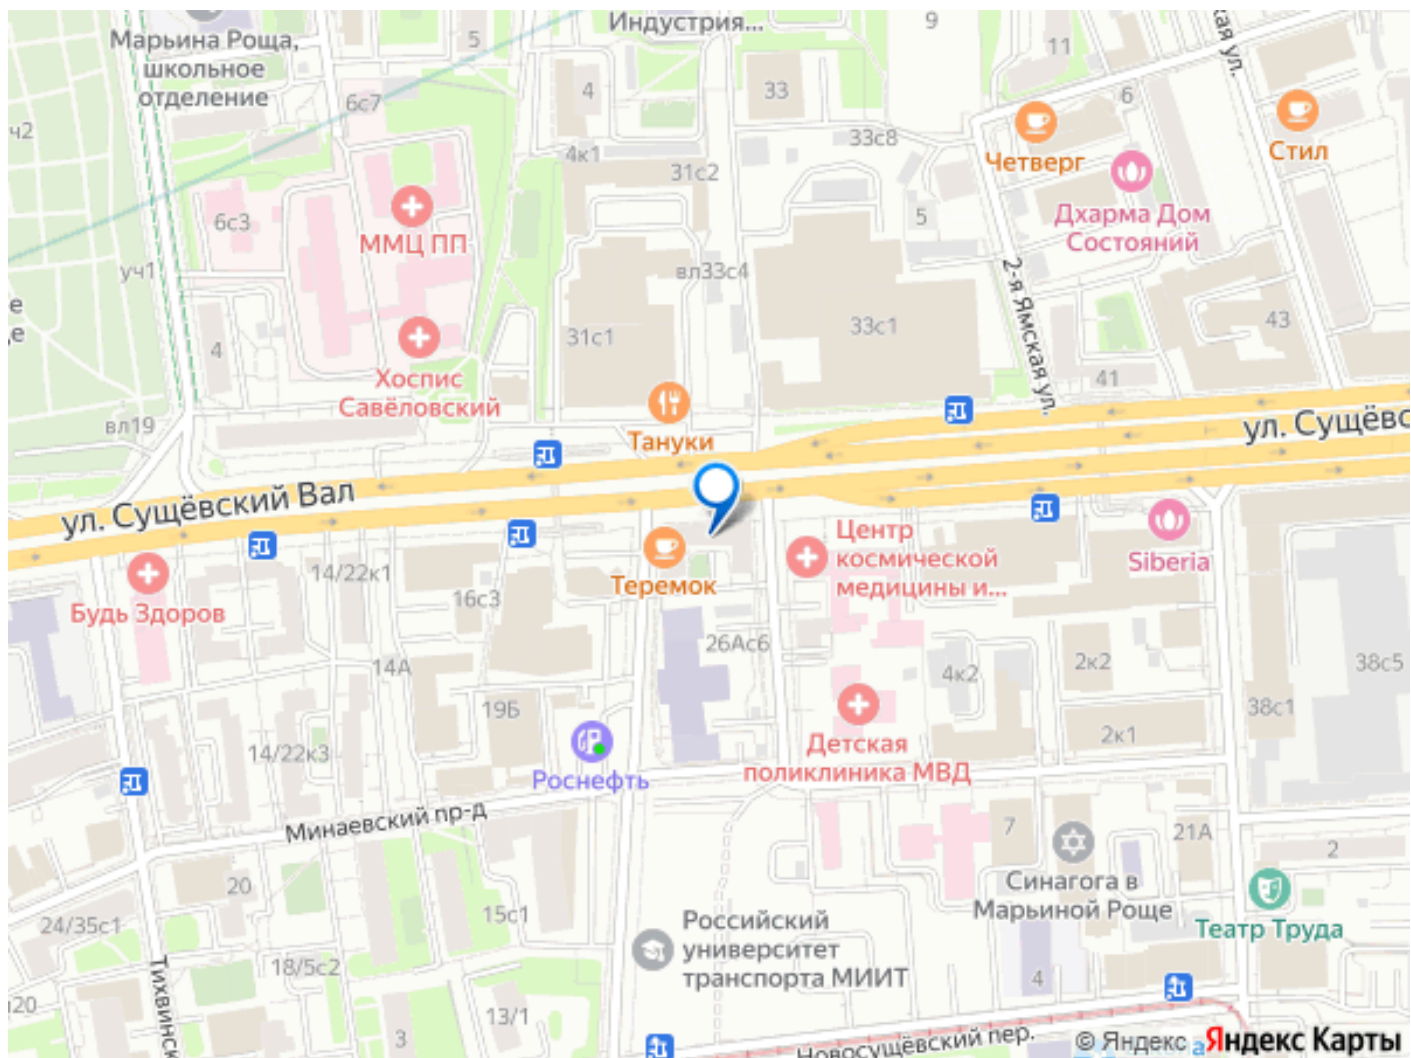 Индустрия...
Марьина Роща,
школьное
отделение
5
9
11
кая ул.
ч2
6с7
4
33
6
33с8
Четверг
Стил
4к1
31с2
ММЦ ПП
6с3
5
Дхарма Дом
Состояний
уч1
вл33с4
2-я Ямская ул.
е
е
4
31с1
33с1
43
Хоспис
Савёловский
41
вл19
Тануки
ул. Сущёвс
ул. Сущёвский Вал
Центр
космической
медицины и...
Siberia
14/22к1
Теремок
16с3
Будь Здоров
26Ас6
14А
4к2
2к2
38с5
19Б
38с1
14/22к3
2к1
Роснефть
Детская
поликлиника МВД
Минаевский пр-д
7
21А
2
Синагога в
Марьиной Роще
20
15с1
24/35с1
Театр Труда
Российский
университет
транспорта МИИТ
Тихвинск
18/5с2
4
20
13/1
3
Новосущёвский пер.
© Яндекс Яндекс Карты